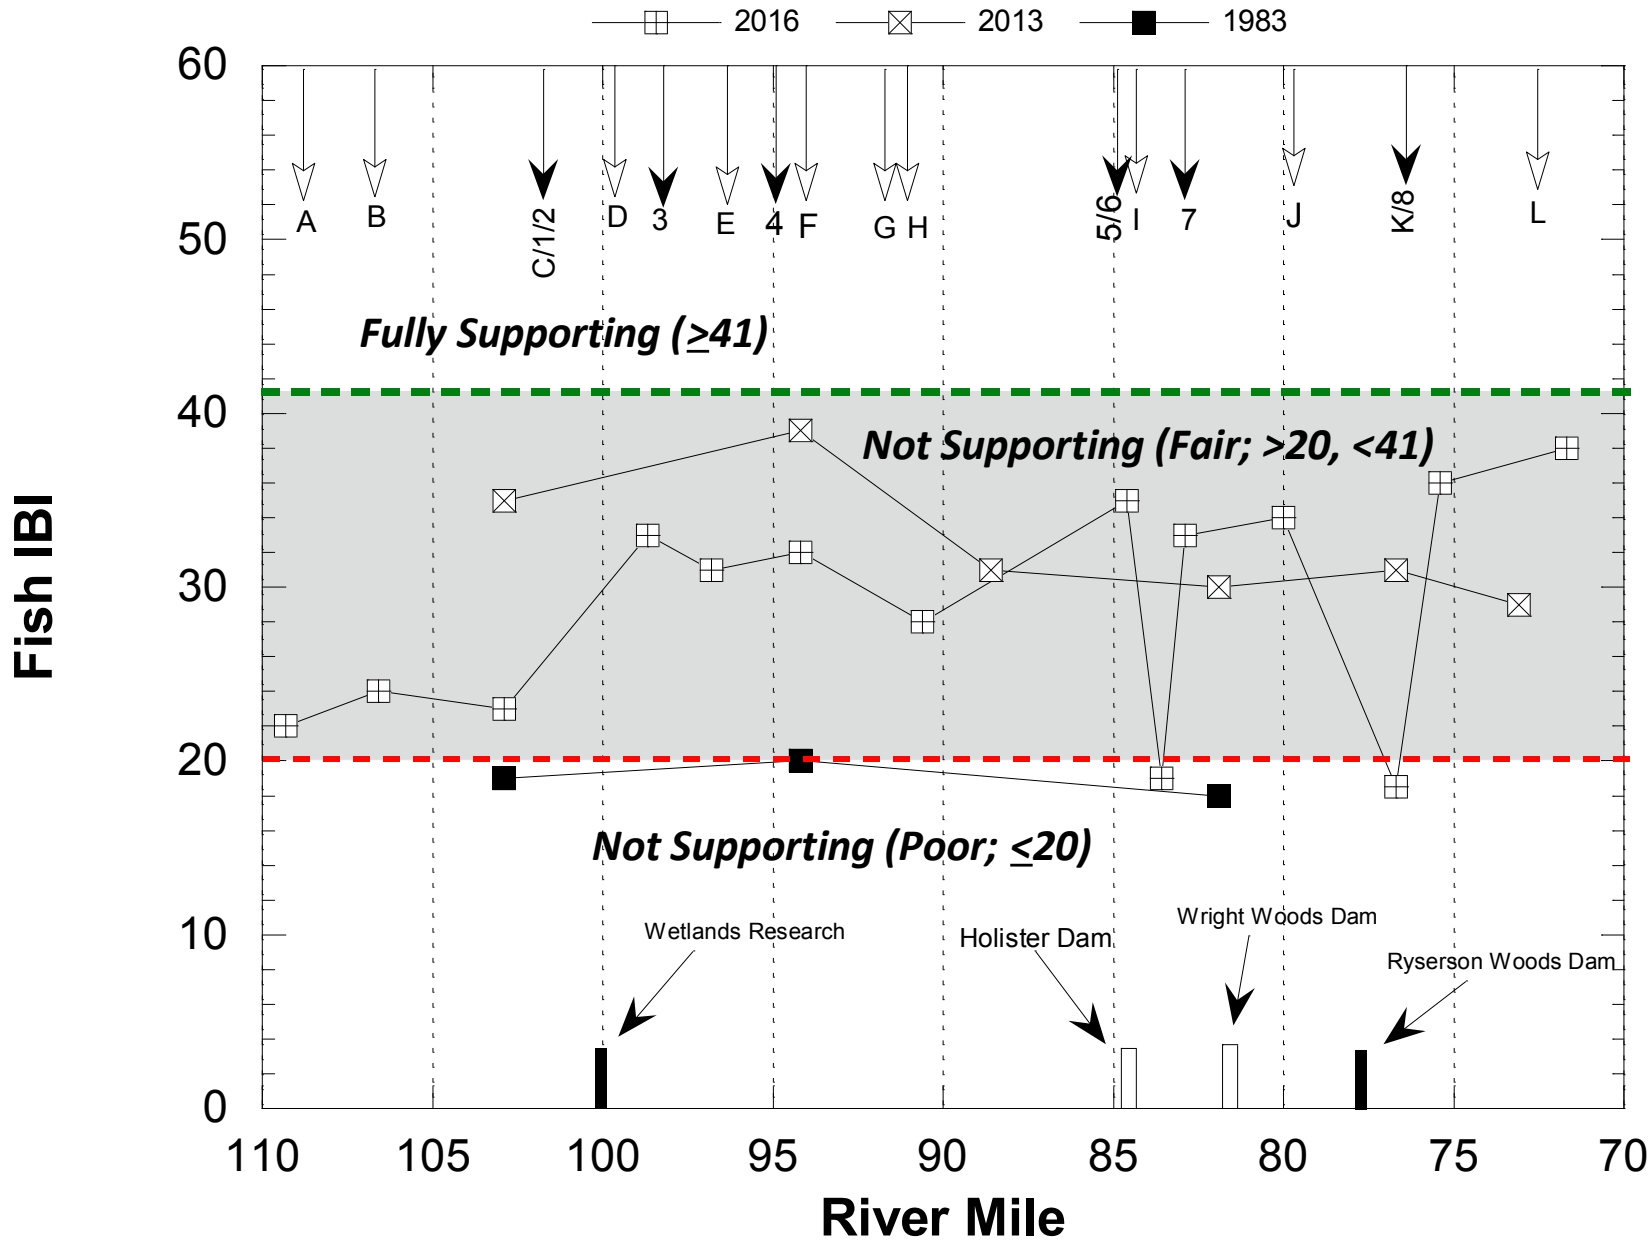 2016 2013 1983
60
50
40
30
20
10
0
Fish IBI
A B C/1/2 D 3 E 4 F G H 5/6 I 7 J K/8 L
Fully Supporting (≥41)
Not Supporting (Fair; >20, <41)
Not Supporting (Poor; ≤20)
Wetlands Research
Holister Dam
Wright Woods Dam
Ryserson Woods Dam
110 105 100 95 90 85 80 75 70
River Mile